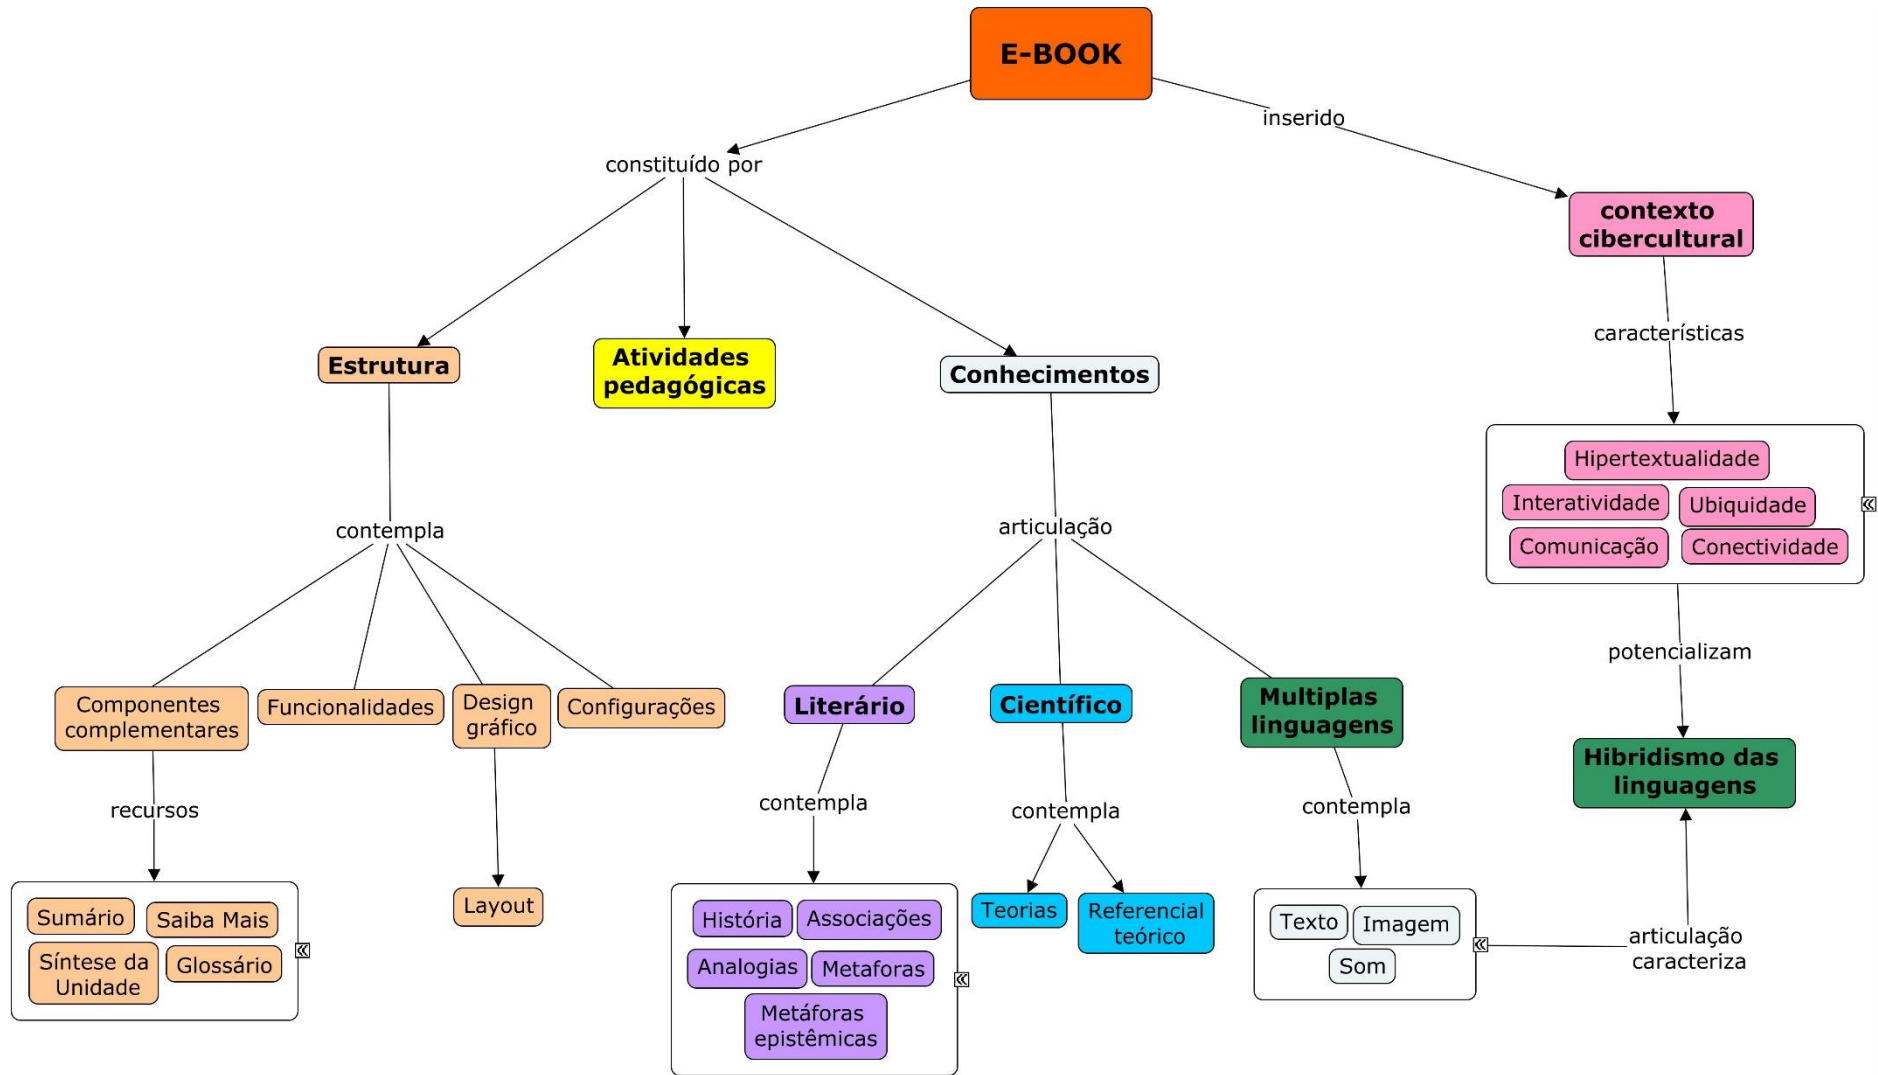 E-BOOK
inserido
constituído por
contexto
cibercultural
características
Estrutura
Atividades
pedagógicas
Conhecimentos
Hipertextualidade
Interatividade
Ubiquidade
Comunicação
Conectividade
contempla
articulação
potencializam
Componentes
complementares
Funcionalidades
Design
gráfico
Configurações
Literário
Científico
Multiplas
linguagens
Hibridismo das
linguagens
recursos
contempla
contempla
contempla
Layout
Sumário
Saiba Mais
Síntese da
Unidade
Glossário
História
Associações
Analogias
Metaforas
Metáforas
epistêmicas
Teorias
Referencial
teórico
Texto
Imagem
Som
articulação
caracteriza